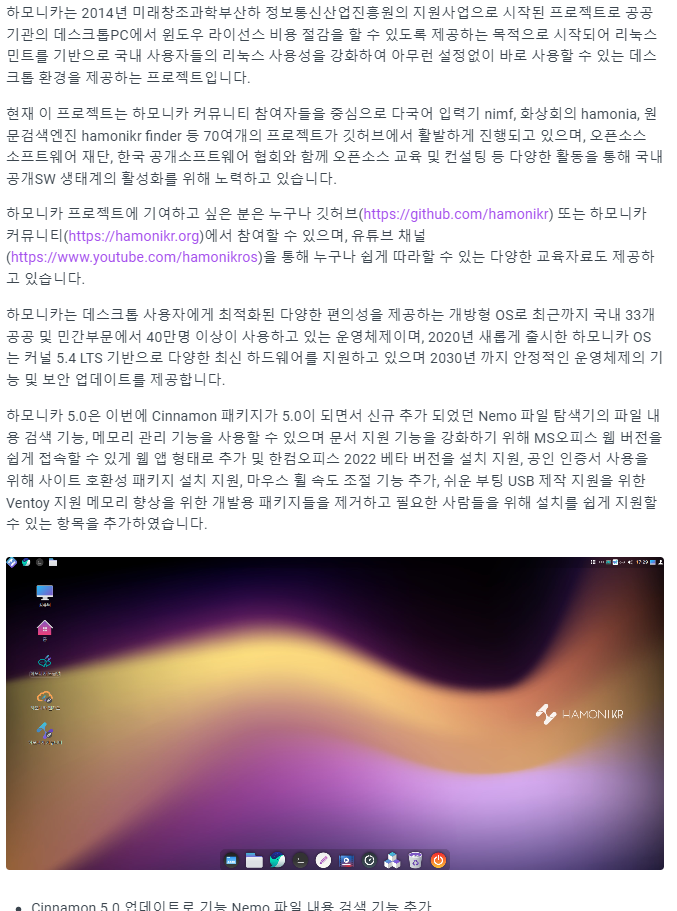 하모니카는 2014년 미래창조과학부산하 정보통신산업진흥원의 지원사업으로 시작된 프로젝트로 공공
기관의 데스크톱PC에서 윈도우 라이선스 비용 절감을 할 수 있도록 제공하는 목적으로 시작되어 리눅스
민트를 기반으로 국내 사용자들의 리눅스 사용성을 강화하여 아무런 설정없이 바로 사용할 수 있는 데스
크톱 환경을 제공하는 프로젝트입니다.
현재 이 프로젝트는 하모니카 커뮤니티 참여자들을 중심으로 다국어 입력기 nimf, 화상회의 hamonia, 원
문검색엔진 hamonikr finder 등 70여개의 프로젝트가 깃허브에서 활발하게 진행되고 있으며, 오픈소스
소프트웨어 재단, 한국 공개소프트웨어 협회와 함께 오픈소스 교육 및 컨설팅 등 다양한 활동을 통해 국내
공개SW 생태계의 활성화를 위해 노력하고 있습니다.
하모니카 프로젝트에 기여하고 싶은 분은 누구나 깃허브(https://github.com/hamonikr) 또는 하모니카
커뮤니티(https://hamonikr.org)에서 참여할 수 있으며, 유튜브 채널
(https://www.youtube.com/hamonikros)을 통해 누구나 쉽게 따라할 수 있는 다양한 교육자료도 제공하
고 있습니다.
하모니카는 데스크톱 사용자에게 최적화된 다양한 편의성을 제공하는 개방형 OS로 최근까지 국내 33개
공공 및 민간부문에서 40만명 이상이 사용하고 있는 운영체제이며, 2020년 새롭게 출시한 하모니카 OS
는 커널 5.4 LTS 기반으로 다양한 최신 하드웨어를 지원하고 있으며 2030년 까지 안정적인 운영체제의 기
능 및 보안 업데이트를 제공합니다.
하모니카 5.0은 이번에 Cinnamon 패키지가 5.0이 되면서 신규 추가 되었던 Nemo 파일 탐색기의 파일 내
용 검색 기능, 메모리 관리 기능을 사용할 수 있으며 문서 지원 기능을 강화하기 위해 MS오피스 웹 버전을
쉽게 접속할 수 있게 웹 앱 형태로 추가 및 한컴오피스 2022 베타 버전을 설치 지원, 공인 인증서 사용을
위해 사이트 호환성 패키지 설치 지원, 마우스 휠 속도 조절 기능 추가, 쉬운 부팅 USB 제작 지원을 위한
Ventoy 지원 메모리 향상을 위한 개발용 패키지들을 제거하고 필요한 사람들을 위해 설치를 쉽게 지원할
수 있는 항목을 추가하였습니다.
17:29
홈
HAMONIKR
Cinnamon 5.0 업데이트로 기능 Nemo 파일 내용 검색 기능 추가